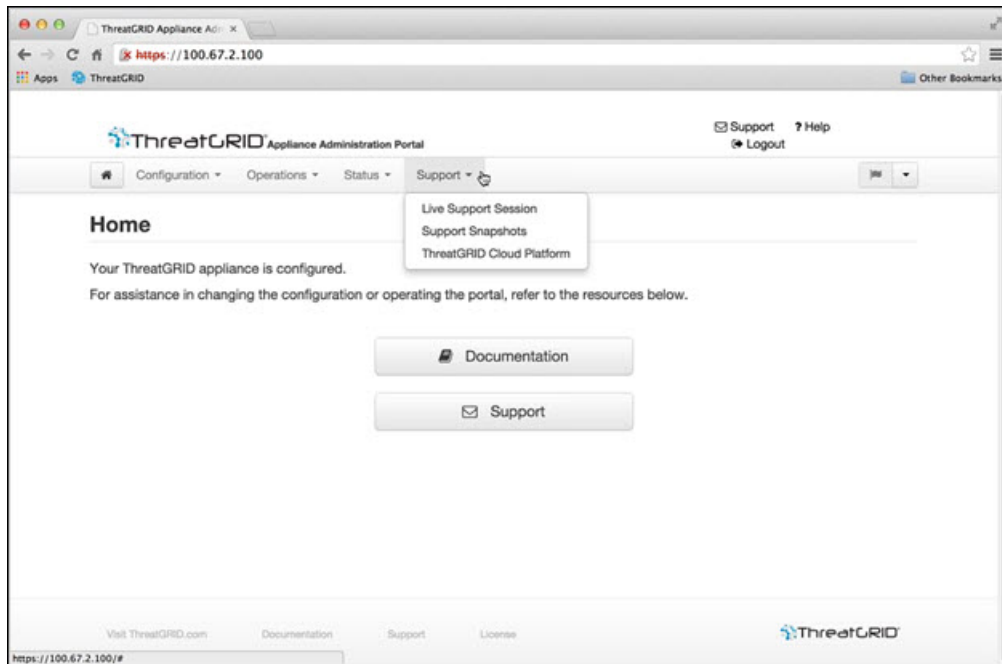 ThreatGRID Appliance Adm
https://100.67.2.100
Apps ThreatGRID Other Bookmarks
ThreatGRID Appliance Administration Portal
Support ? Help
Logout
Configuration Operations Status Support
Live Support Session
Support Snapshots
ThreatGRID Cloud Platform
Home
Your ThreatGRID appliance is configured.
For assistance in changing the configuration or operating the portal, refer to the resources below.
Documentation
Support
Visit ThreatGRID.com Documentation Support License
ThreatGRID
https://100.67.2.100/#